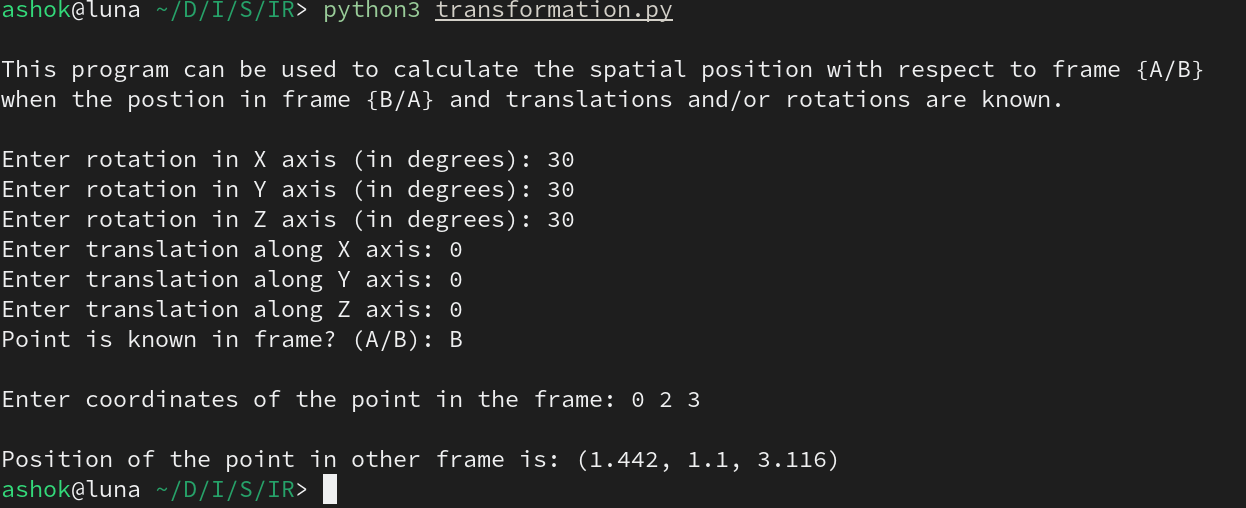 ashok@luna ~/D/I/S/IR> python3 transformation.py
This program can be used to calculate the spatial position with respect to frame {A/B}
when the postion in frame {B/A} and translations and/or rotations are known.
Enter rotation in X axis (in degrees): 30
Enter rotation in Y axis (in degrees): 30
Enter rotation in Z axis (in degrees): 30
Enter translation along X axis: 0
Enter translation along Y axis: 0
Enter translation along Z axis: 0
Point is known in frame? (A/B): B
Enter coordinates of the point in the frame: 0 2 3
Position of the point in other frame is: (1.442, 1.1, 3.116)
ashok@luna ~/D/I/S/IR>